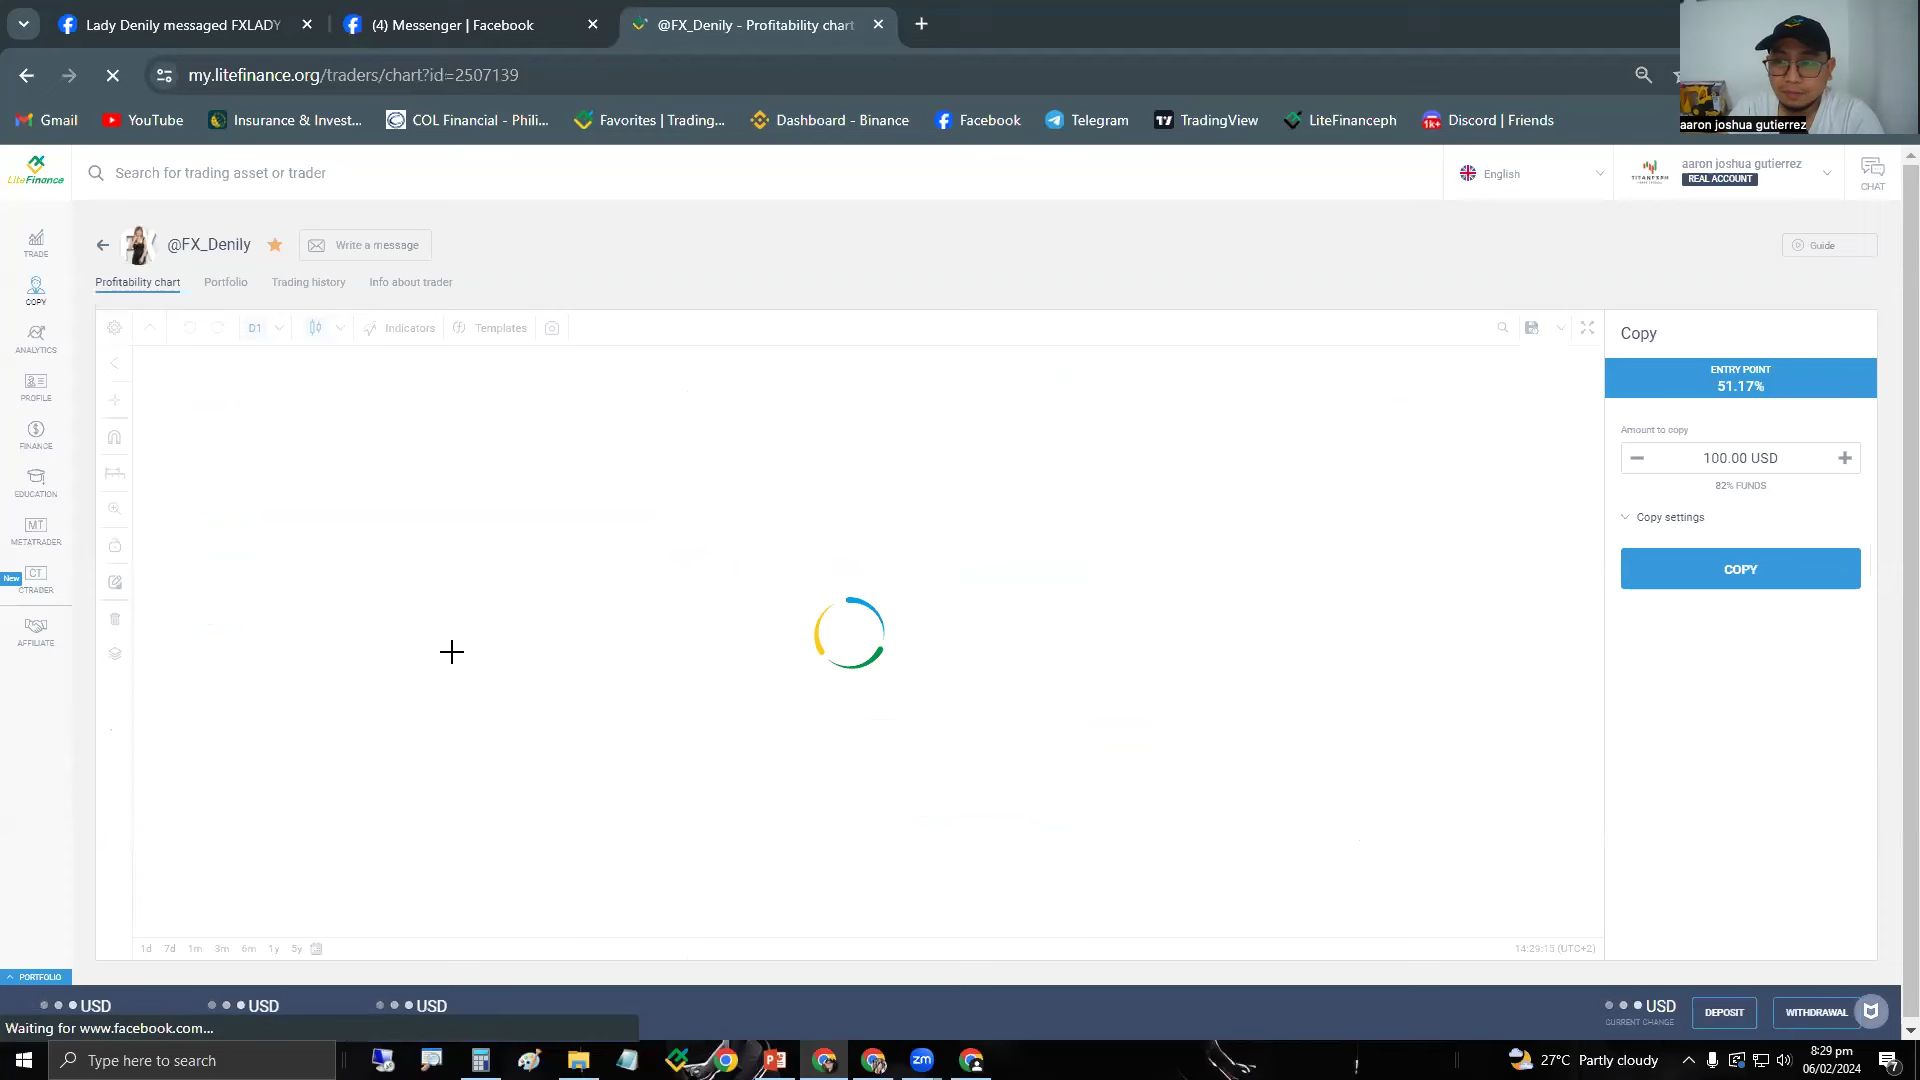 Lady Denily messaged FXLADY
(4) Messenger | Facebook
@FX_Denily - Profitability chart
my.litefinance.org/traders/chart?id=2507139
Gmail
YouTube
Insurance & Invest...
COL Financial - Phili...
Favorites | Trading...
Dashboard - Binance
Facebook
Telegram
TradingView
LiteFinanceph
Discord | Friends
aaron joshua gutierrez
LiteFinance
Search for trading asset or trader
English
aaron joshua gutierrez
REAL ACCOUNT
CHAT
@FX_Denily
Write a message
Guide
Profitability chart
Portfolio
Trading history
Info about trader
D1
Indicators
Templates
TRADE
COPY
ANALYTICS
PROFILE
FINANCE
EDUCATION
MT
METATRADER
New
CT
CTRADER
AFFILIATE
Copy
ENTRY POINT
51.17%
Amount to copy
100.00 USD
82% FUNDS
Copy settings
COPY
1d 7d 1m 3m 6m 1y 5y
14:29:13 (UTC+2)
PORTFOLIO
USD
USD
USD
USD
CURRENT CHANGE
DEPOSIT
WITHDRAWAL
Waiting for www.facebook.com...
Type here to search
zm
27°C Partly cloudy
8:29 pm
06/02/2024
7